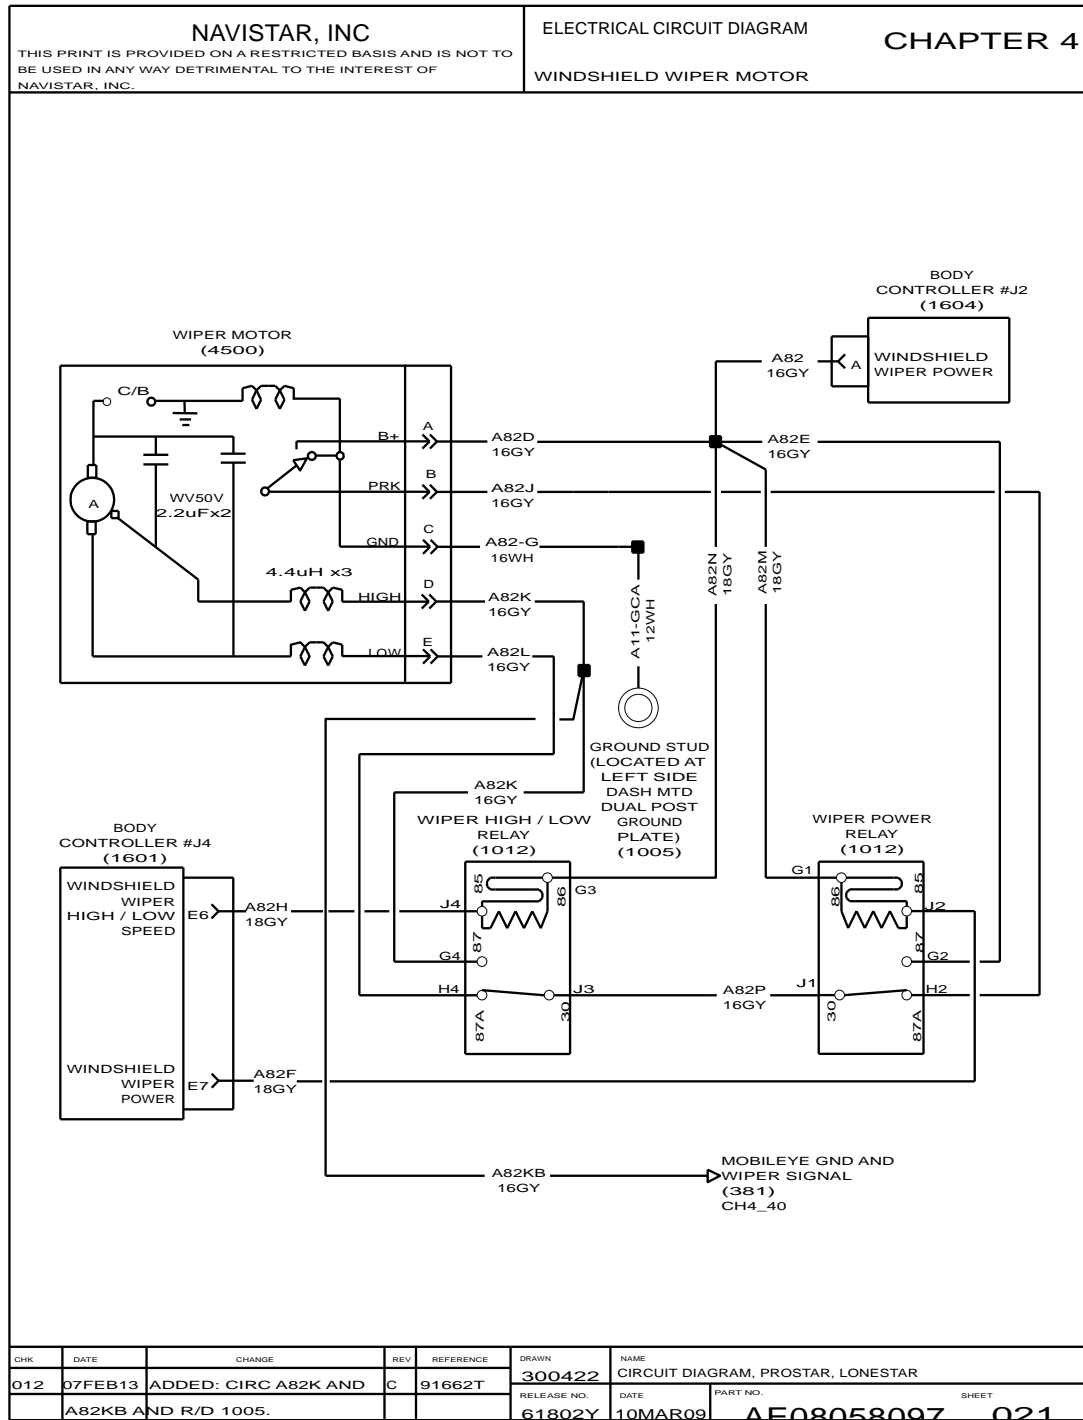 NAVISTAR, INC
THIS PRINT IS PROVIDED ON A RESTRICTED BASIS AND IS NOT TO
BE USED IN ANY WAY DETRIMENTAL TO THE INTEREST OF
NAVISTAR, INC.
ELECTRICAL CIRCUIT DIAGRAM
WINDSHIELD WIPER MOTOR
CHAPTER 4
BODY
CONTROLLER #J2
(1604)
WINDSHIELD
WIPER POWER
A
A82
16GY
WIPER MOTOR
(4500)
C/B
A
WV50V
2.2uFx2
4.4uH x3
B+
PRK
GND
HIGH
LOW
A
B
C
D
E
A82D
16GY
A82E
16GY
A82J
16GY
A82-G
16WH
A82K
16GY
A82L
16GY
A11-GCA
12WH
A82N
18GY
A82M
18GY
GROUND STUD
(LOCATED AT
LEFT SIDE
DASH MTD
DUAL POST
GROUND
PLATE)
(1005)
A82K
16GY
WIPER HIGH / LOW
RELAY
(1012)
85
86
87
87A
30
G3
J4
G4
H4
J3
WIPER POWER
RELAY
(1012)
G1
86
85
87
87A
30
J2
G2
J1
H2
A82P
16GY
BODY
CONTROLLER #J4
(1601)
WINDSHIELD
WIPER
HIGH / LOW
SPEED
E6
A82H
18GY
WINDSHIELD
WIPER
POWER
E7
A82F
18GY
A82KB
16GY
MOBILEYE GND AND
WIPER SIGNAL
(381)
CH4_40
CHK DATE CHANGE REV REFERENCE
012 07FEB13 ADDED: CIRC A82K AND C 91662T
A82KB AND R/D 1005.
DRAWN
300422
NAME
CIRCUIT DIAGRAM, PROSTAR, LONESTAR
RELEASE NO.
61802Y
DATE
10MAR09
PART NO.
AE08058097
SHEET
021